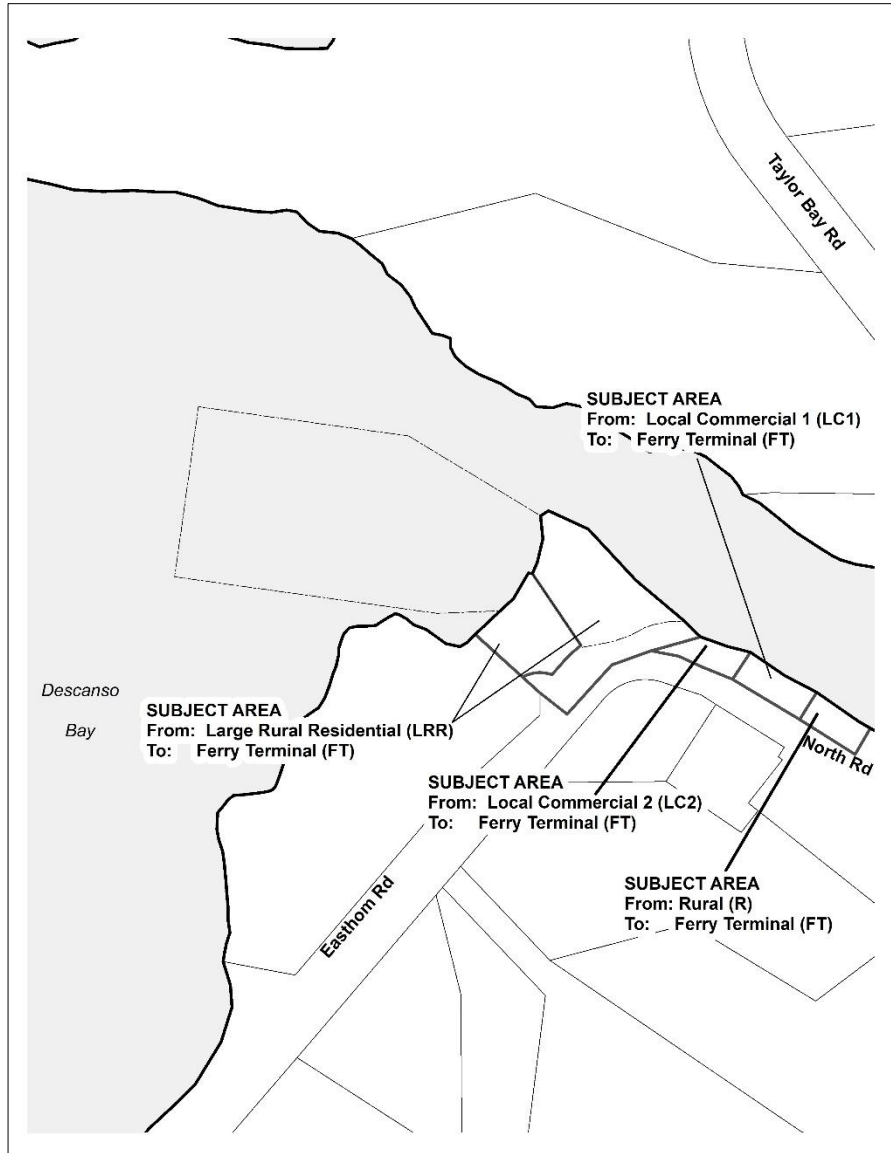 Taylor Bay Rd
SUBJECT AREA
From: Local Commercial 1 (LC1)
To: Ferry Terminal (FT)
Descanso
Bay
SUBJECT AREA
From: Large Rural Residential (LRR)
To: Ferry Terminal (FT)
North Rd
SUBJECT AREA
From: Local Commercial 2 (LC2)
To: Ferry Terminal (FT)
SUBJECT AREA
From: Rural (R)
To: Ferry Terminal (FT)
Easthom Rd